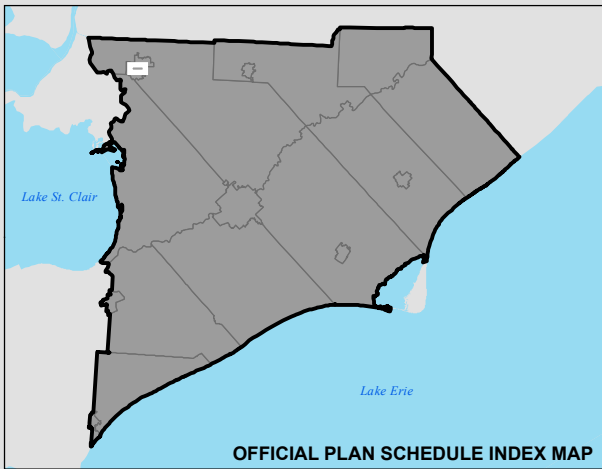 Lake St. Clair
Lake Erie
OFFICIAL PLAN SCHEDULE INDEX MAP